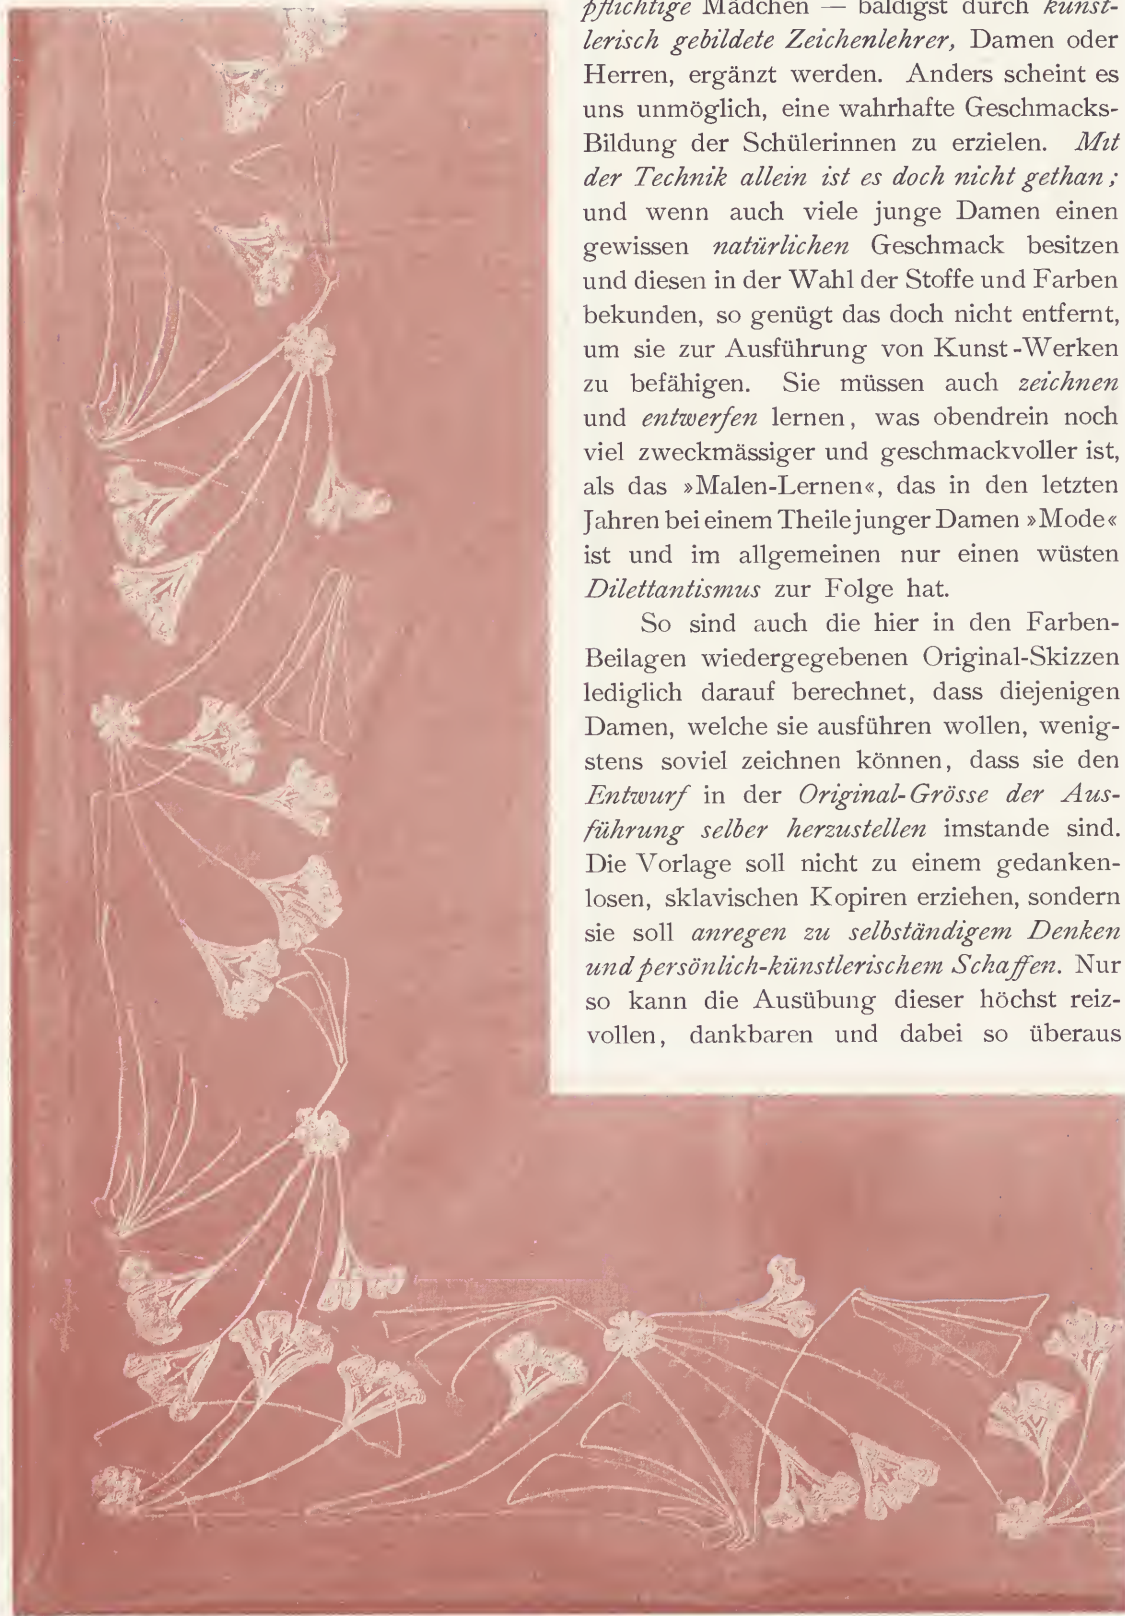 pflichtige Mädchen — baldigst durch künst-
lerisch gebildete Zeichenlehrer, Damen oder
Herren, ergänzt werden. Anders scheint es
uns unmöglich, eine wahrhafte Geschmacks-
Bildung der Schülerinnen zu erzielen. Mit
der Technik allein ist es doch nicht gethan;
und wenn auch viele junge Damen einen
gewissen natürlichen Geschmack besitzen
und diesen in der Wahl der Stoffe und Farben
bekunden, so genügt das doch nicht entfernt,
um sie zur Ausführung von Kunst-Werken
zu befähigen. Sie müssen auch zeichnen
und entwerfen lernen, was obendrein noch
viel zweckmässiger und geschmackvoller ist,
als das »Malen-Lernen«, das in den letzten
Jahren bei einem Theile junger Damen »Mode«
ist und im allgemeinen nur einen wüsten
Dilettantismus zur Folge hat.
So sind auch die hier in den Farben-
Beilagen wiedergegebenen Original-Skizzen
lediglich darauf berechnet, dass diejenigen
Damen, welche sie ausführen wollen, wenig-
stens soviel zeichnen können, dass sie den
Entwurf in der Original-Grösse der Aus-
führung selber herzustellen imstande sind.
Die Vorlage soll nicht zu einem gedanken-
losen, sklavischen Kopiren erziehen, sondern
sie soll anregen zu selbständigem Denken
und persönlich-künstlerischem Schaffen. Nur
so kann die Ausübung dieser höchst reiz-
vollen, dankbaren und dabei so überaus